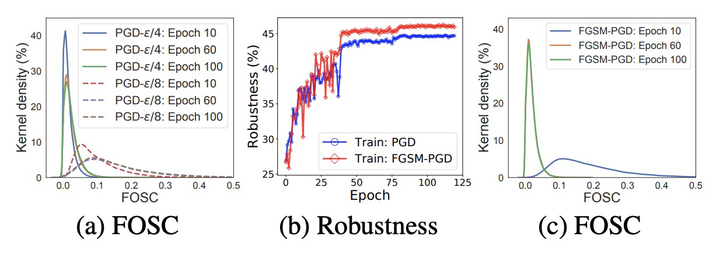 Kernel density (%)
40
30
20
10
0
PGD-ε/4: Epoch 10
PGD-ε/4: Epoch 60
PGD-ε/4: Epoch 100
PGD-ε/8: Epoch 10
PGD-ε/8: Epoch 60
PGD-ε/8: Epoch 100
0.0 0.1 0.2 0.3 0.4 0.5
FOSC
(a) FOSC
Robustness (%)
45
40
35
30
25
Train: PGD
Train: FGSM-PGD
0 25 50 75 100 125
Epoch
(b) Robustness
Kernel density (%)
40
30
20
10
0
FGSM-PGD: Epoch 10
FGSM-PGD: Epoch 60
FGSM-PGD: Epoch 100
0.0 0.1 0.2 0.3 0.4 0.5
FOSC
(c) FOSC